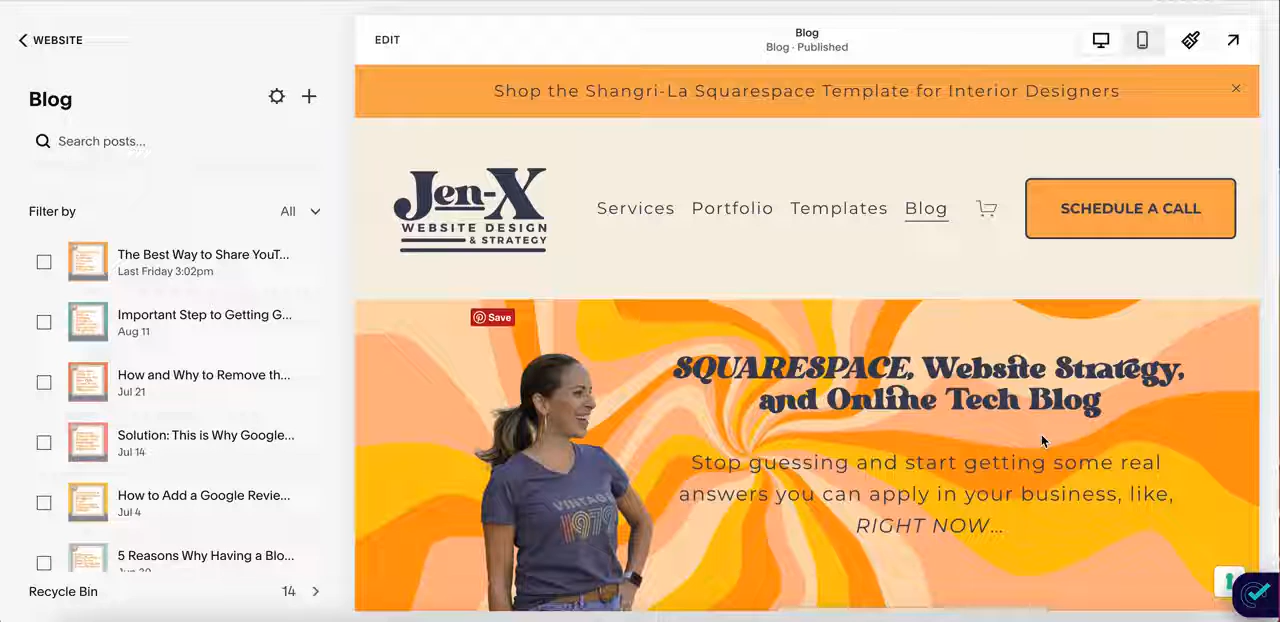 WEBSITE
Blog
Search posts...
Filter by
All
The Best Way to Share YouT...
Last Friday 3:02pm
Important Step to Getting G...
Aug 11
How and Why to Remove th...
Jul 21
Solution: This is Why Google...
Jul 14
How to Add a Google Revie...
Jul 4
5 Reasons Why Having a Blo...
Recycle Bin
14
EDIT
Blog
Blog · Published
Shop the Shangri-La Squarespace Template for Interior Designers
Jen-X
WEBSITE DESIGN
& STRATEGY
Services Portfolio Templates Blog
SCHEDULE A CALL
Save
SQUARESPACE, Website Strategy,
and Online Tech Blog
Stop guessing and start getting some real
answers you can apply in your business, like,
RIGHT NOW...
VINTAGE
1979